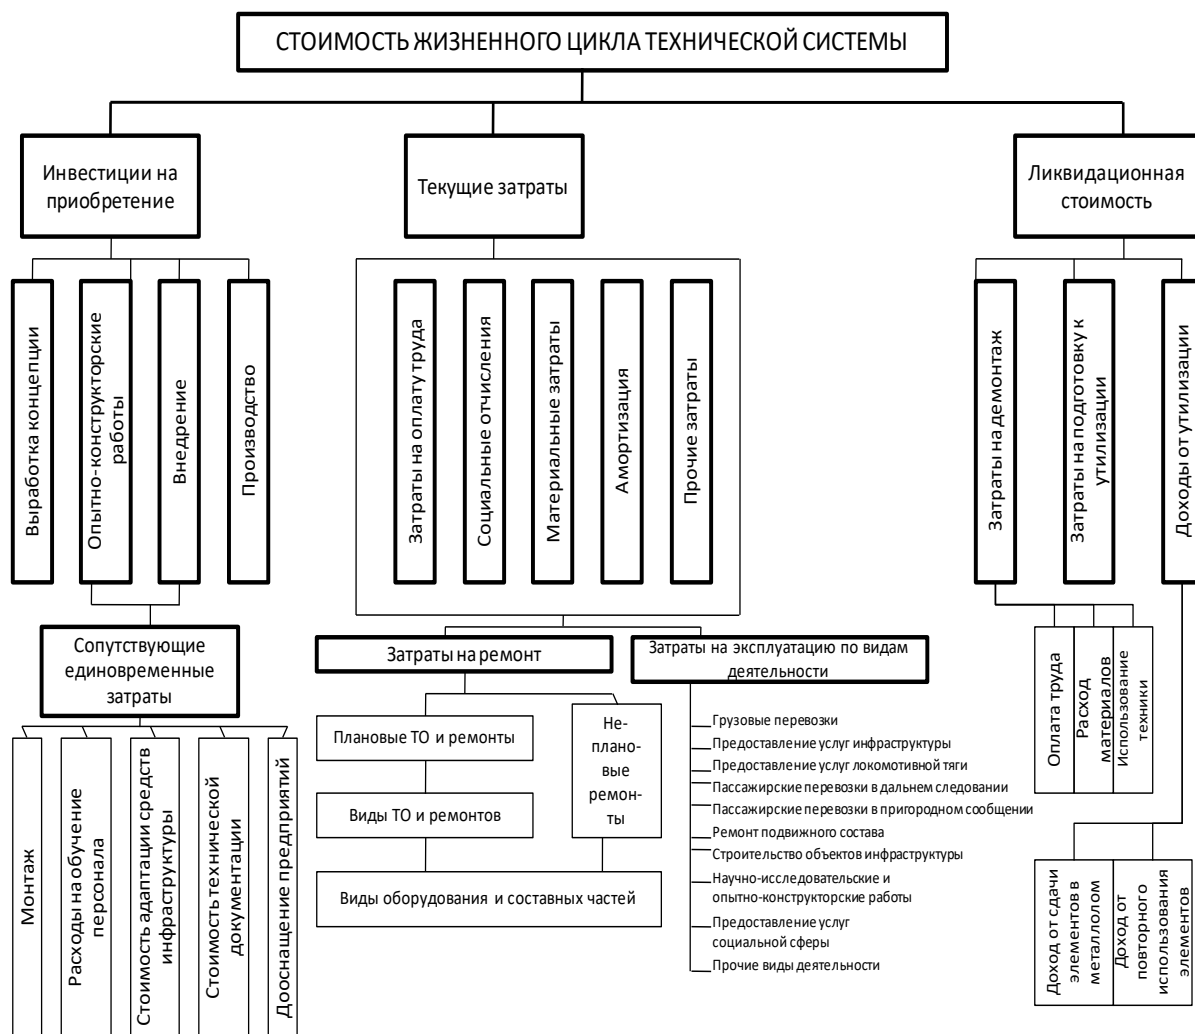 СТОИМОСТЬ ЖИЗНЕННОГО ЦИКЛА ТЕХНИЧЕСКОЙ СИСТЕМЫ
Инвестиции на
приобретение
Текущие затраты
Ликвидационная
стоимость
Выработка концепции
Опытно-конструкторские
работы
Внедрение
Производство
Затраты на оплату труда
Социальные отчисления
Материальные затраты
Амортизация
Прочие затраты
Затраты на демонтаж
Затраты на подготовку к
утилизации
Доходы от утилизации
Сопутствующие
единовременные
затраты
Монтаж
Расходы на обучение
персонала
Стоимость адаптации средств
инфраструктуры
Стоимость технической
документации
Дооснащение предприятий
Затраты на ремонт
Плановые ТО и ремонты
Виды ТО и ремонтов
Не-
плано-
вые
ремон-
ты
Виды оборудования и составных частей
Затраты на эксплуатацию по видам
деятельности
Грузовые перевозки
Предоставление услуг инфраструктуры
Предоставление услуг локомотивной тяги
Пассажирские перевозки в дальнем следовании
Пассажирские перевозки в пригородном сообщении
Ремонт подвижного состава
Строительство объектов инфраструктуры
Научно-исследовательские и
опытно-конструкторские работы
Предоставление услуг
социальной сферы
Прочие виды деятельности
Оплата труда
Расход
материалов
Использование
техники
Доход от сдачи
элементов в
металлолом
Доход от
повторного
использования
элементов